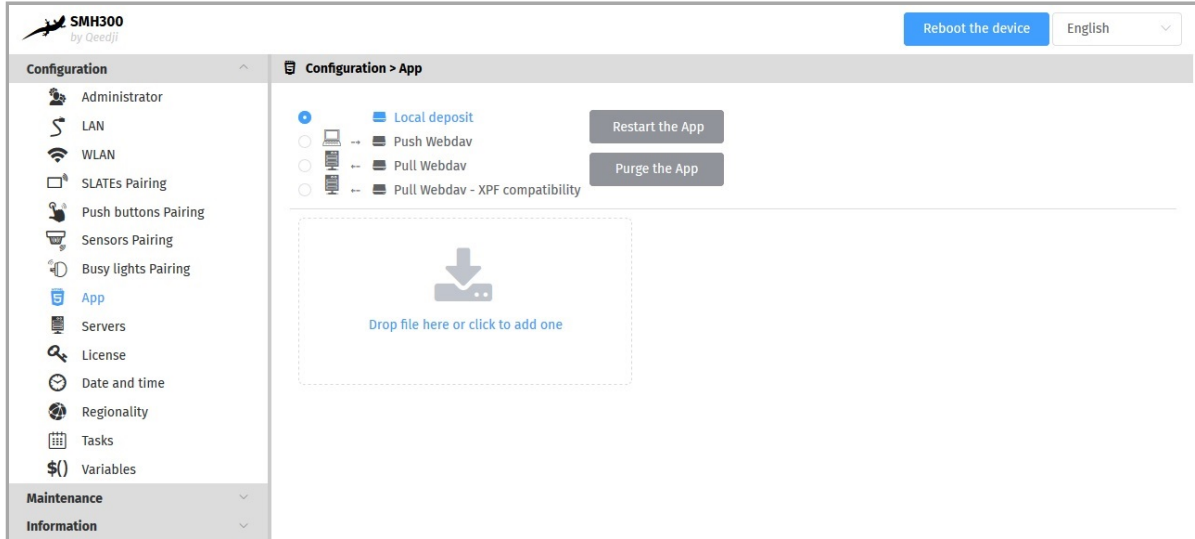 SMH300
by Qeedji
Reboot the device
English
Configuration
Administrator
LAN
WLAN
SLATEs Pairing
Push buttons Pairing
Sensors Pairing
Busy lights Pairing
App
Servers
License
Date and time
Regionality
Tasks
$() Variables
Maintenance
Information
Configuration > App
Local deposit
Push Webdav
Pull Webdav
Pull Webdav - XPF compatibility
Restart the App
Purge the App
Drop file here or click to add one